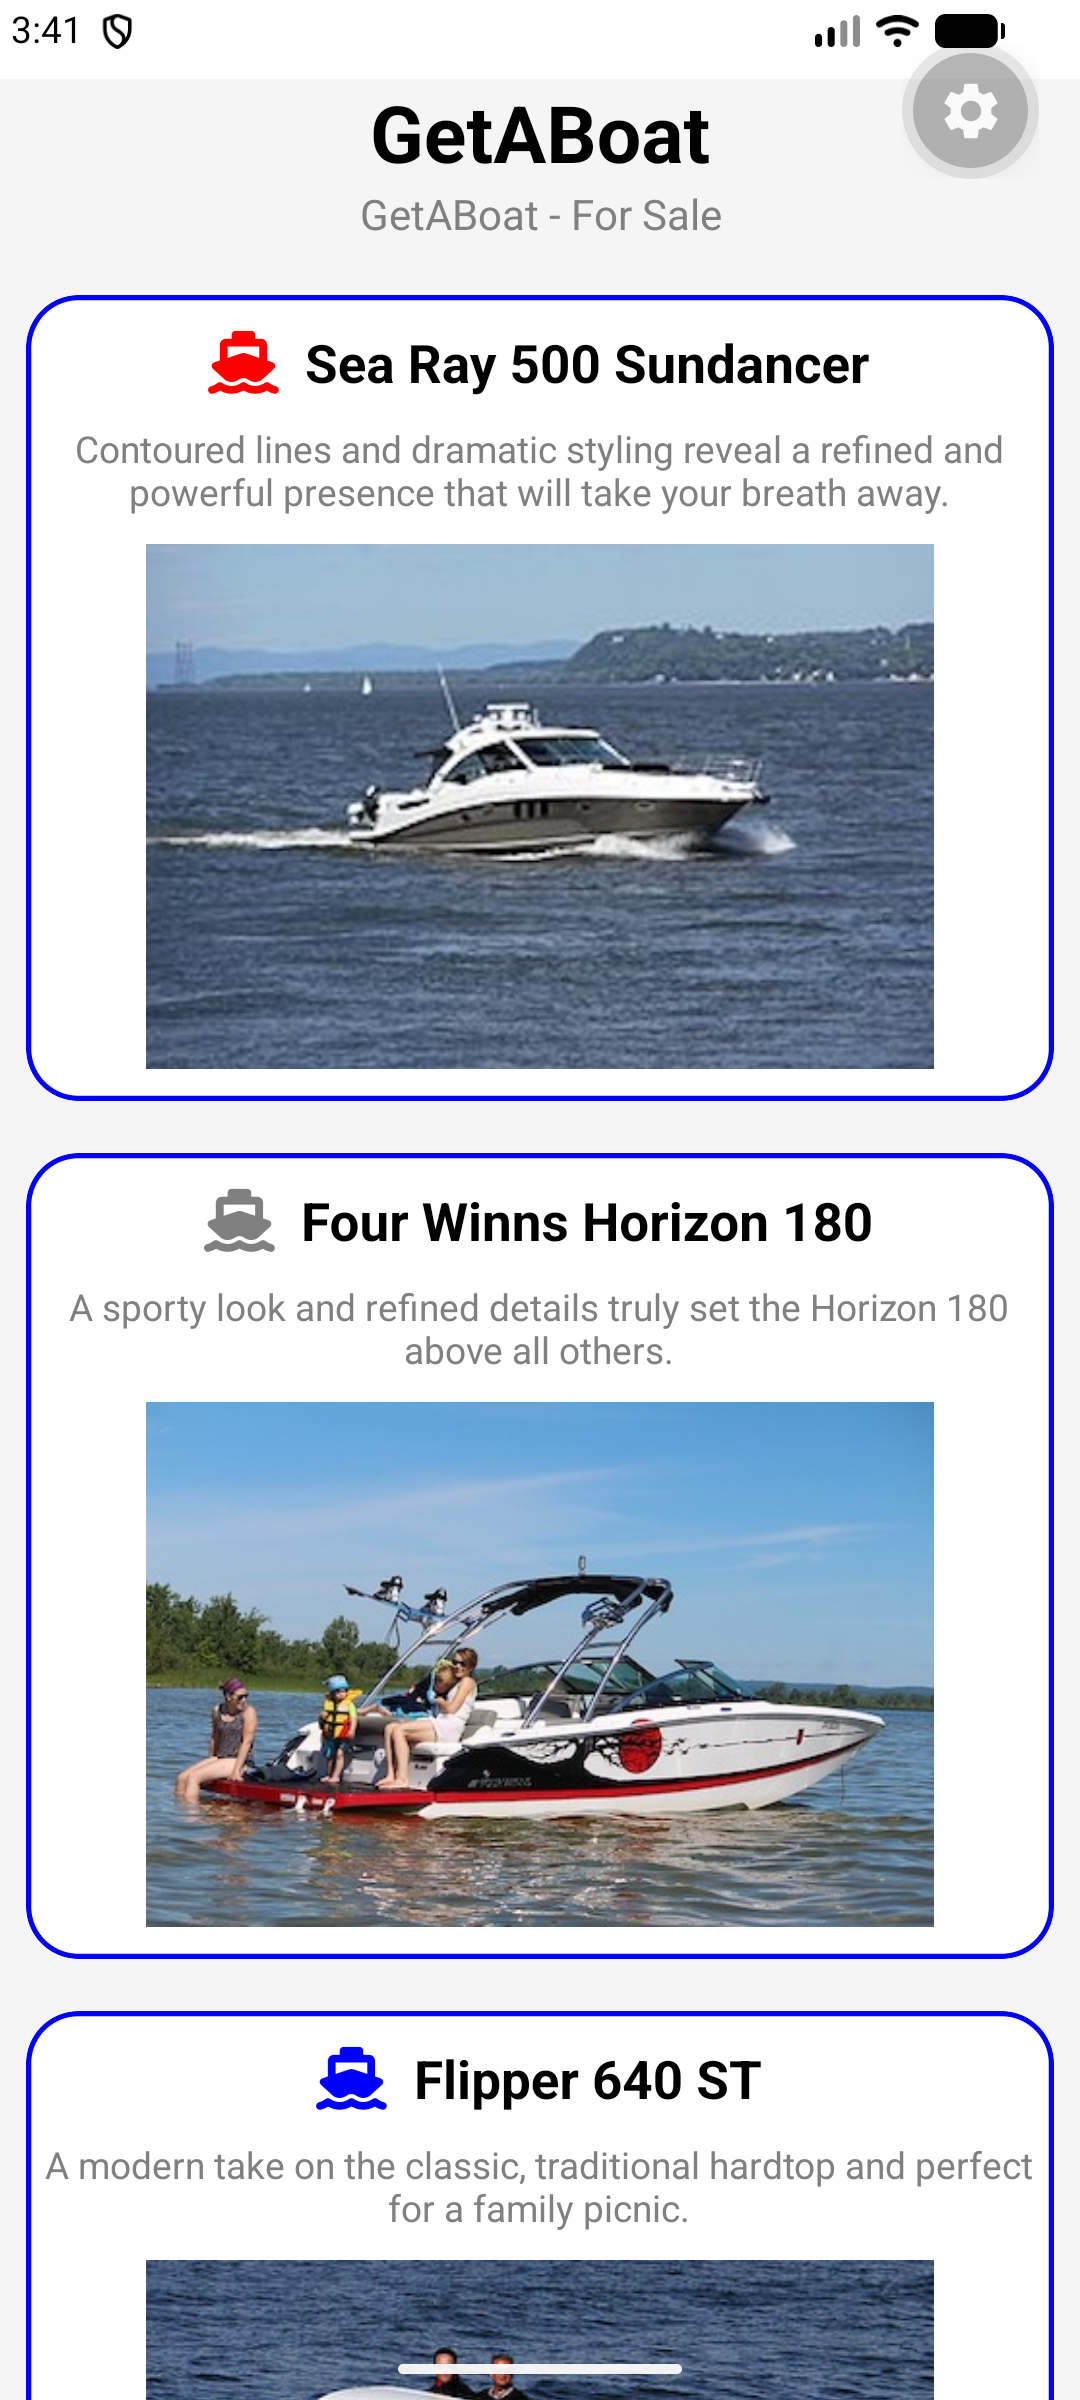 3:41
GetABoat
GetABoat - For Sale
Sea Ray 500 Sundancer
Contoured lines and dramatic styling reveal a refined and
powerful presence that will take your breath away.
Four Winns Horizon 180
A sporty look and refined details truly set the Horizon 180
above all others.
Flipper 640 ST
A modern take on the classic, traditional hardtop and perfect
for a family picnic.